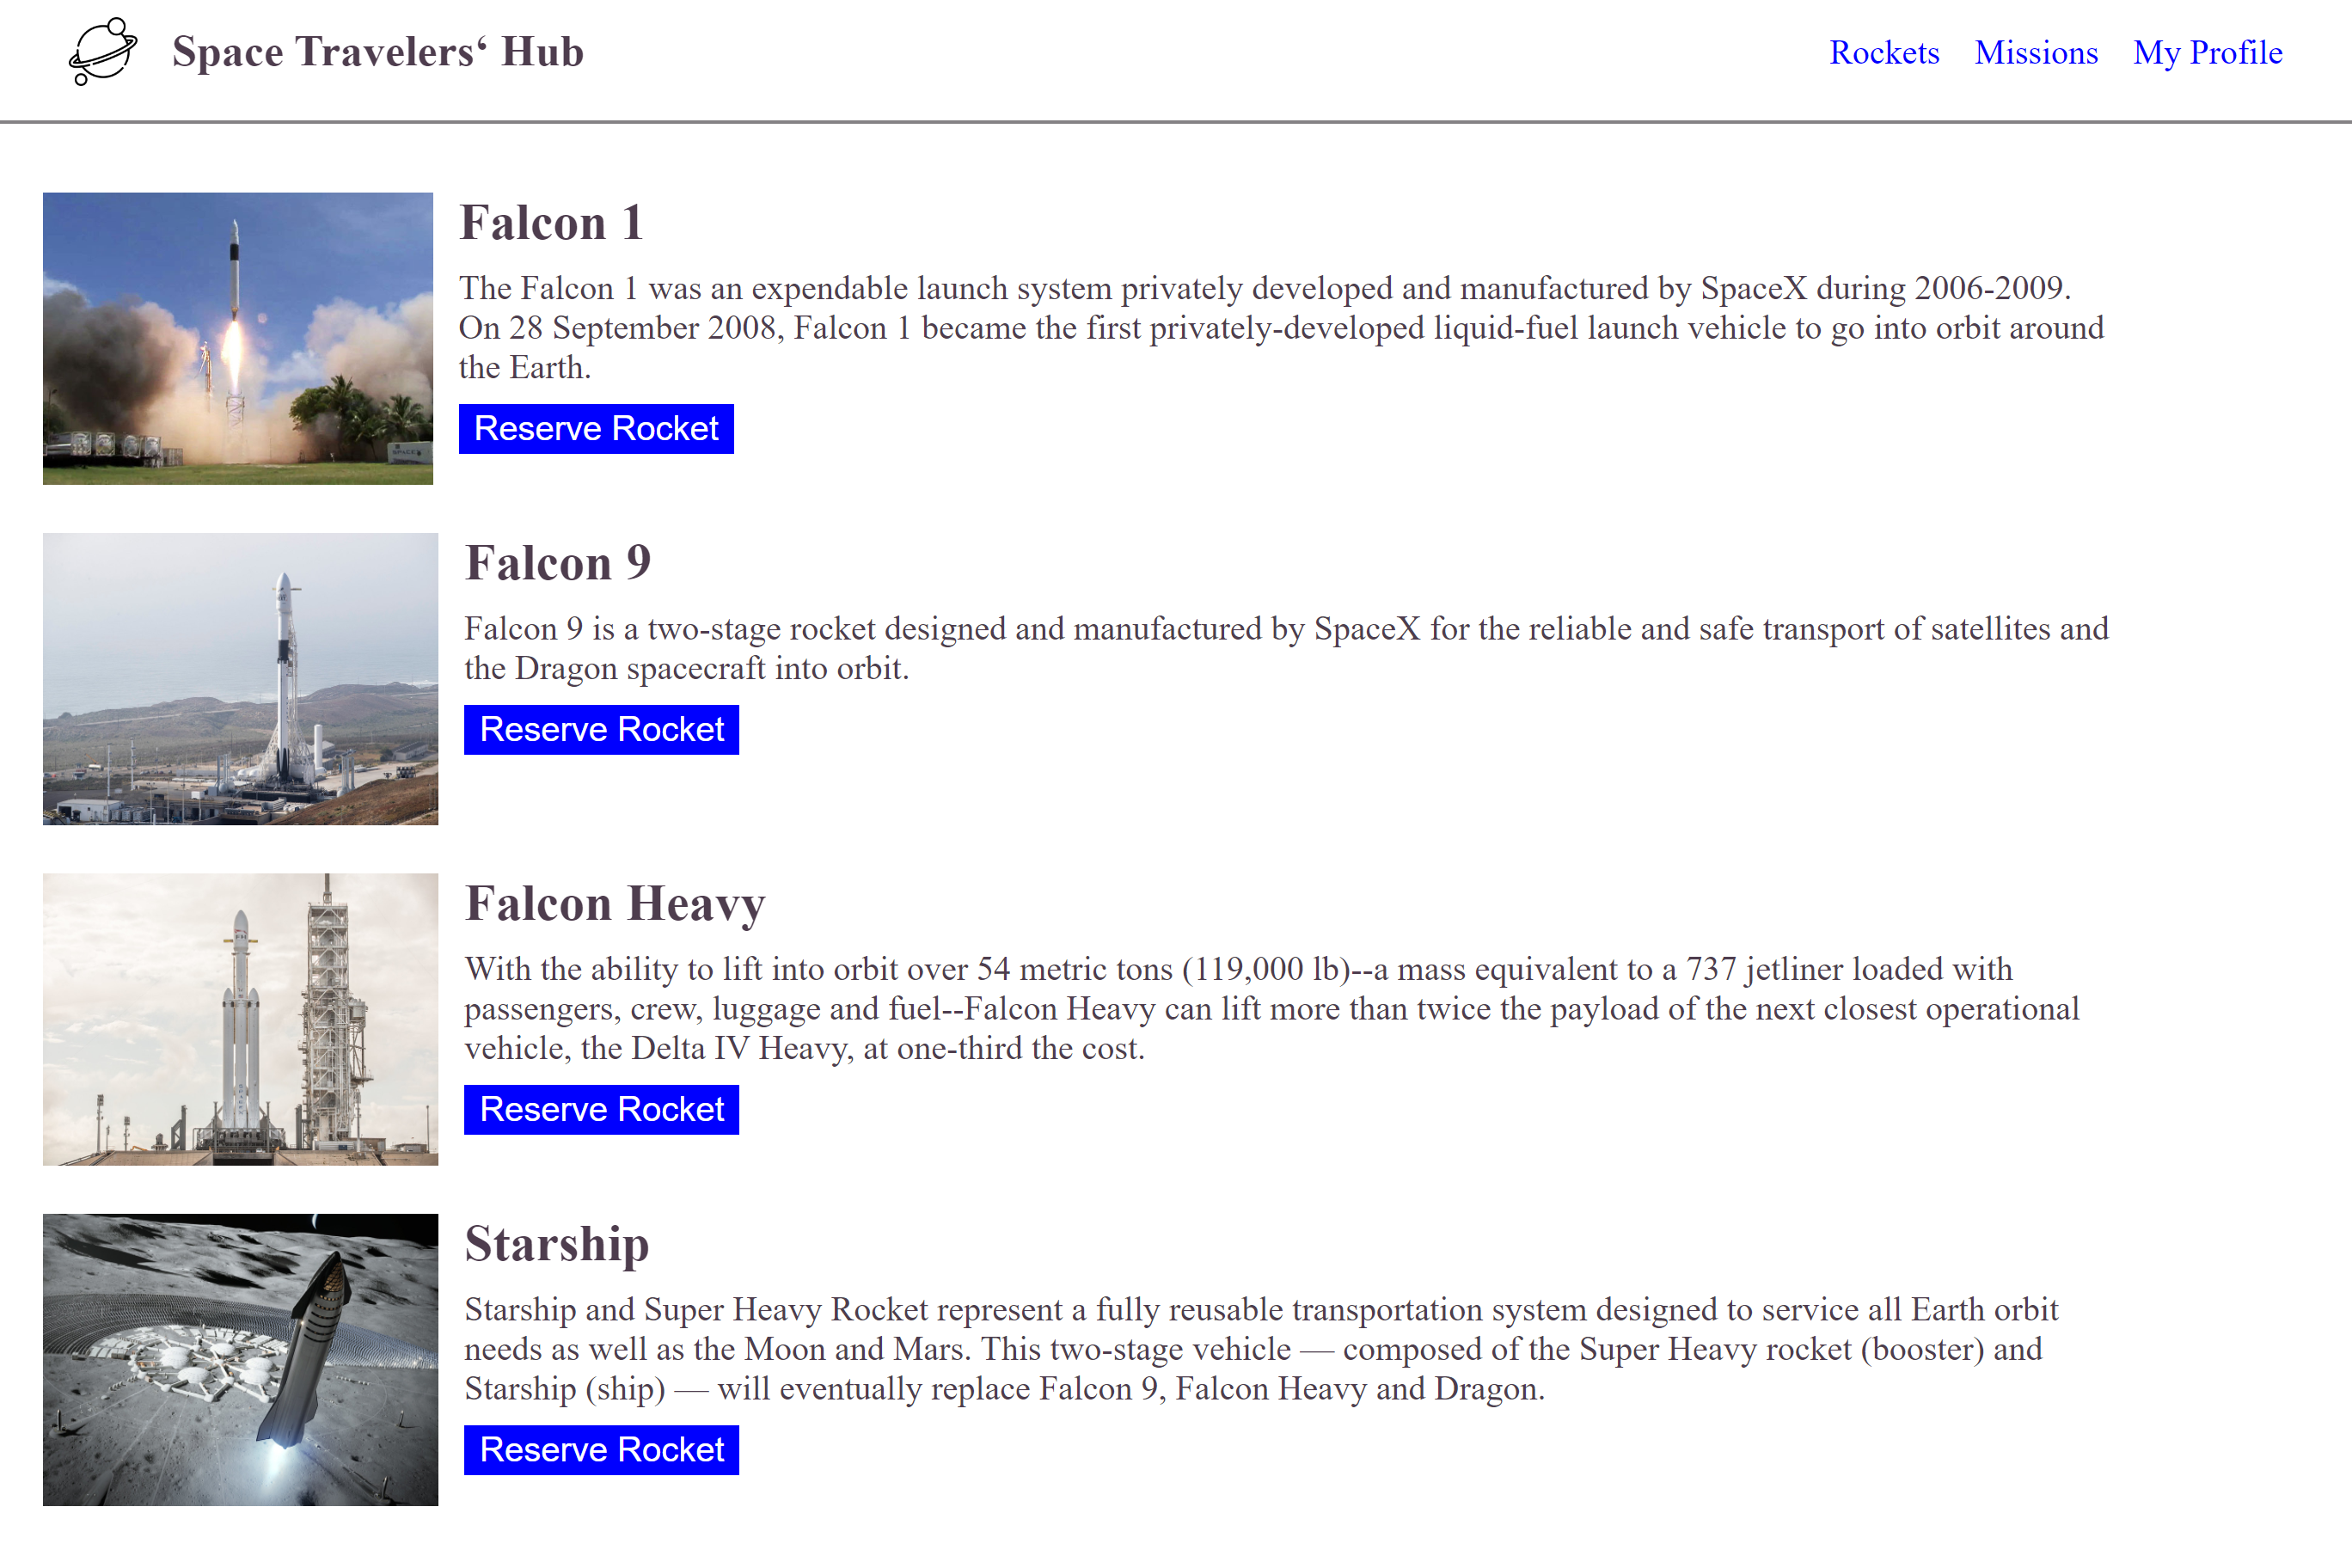 Space Travelers‘ Hub
Rockets Missions My Profile
Falcon 1
The Falcon 1 was an expendable launch system privately developed and manufactured by SpaceX during 2006-2009.
On 28 September 2008, Falcon 1 became the first privately-developed liquid-fuel launch vehicle to go into orbit around
the Earth.
Reserve Rocket
Falcon 9
Falcon 9 is a two-stage rocket designed and manufactured by SpaceX for the reliable and safe transport of satellites and
the Dragon spacecraft into orbit.
Reserve Rocket
Falcon Heavy
With the ability to lift into orbit over 54 metric tons (119,000 lb)--a mass equivalent to a 737 jetliner loaded with
passengers, crew, luggage and fuel--Falcon Heavy can lift more than twice the payload of the next closest operational
vehicle, the Delta IV Heavy, at one-third the cost.
Reserve Rocket
Starship
Starship and Super Heavy Rocket represent a fully reusable transportation system designed to service all Earth orbit
needs as well as the Moon and Mars. This two-stage vehicle — composed of the Super Heavy rocket (booster) and
Starship (ship) — will eventually replace Falcon 9, Falcon Heavy and Dragon.
Reserve Rocket